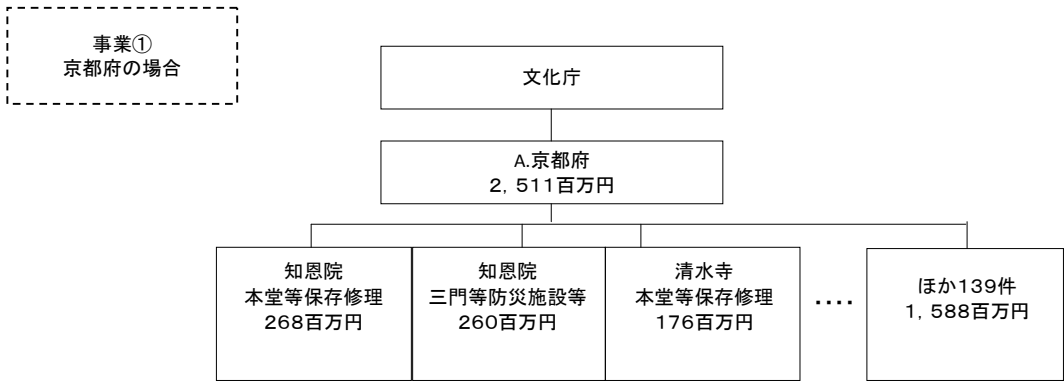 事業①
京都府の場合
文化庁
A.京都府
２，５１１百万円
知恩院
本堂等保存修理
２６８百万円
知恩院
三門等防災施設等
２６０百万円
清水寺
本堂等保存修理
１７６百万円
‥‥
ほか１３９件
１，５８８百万円